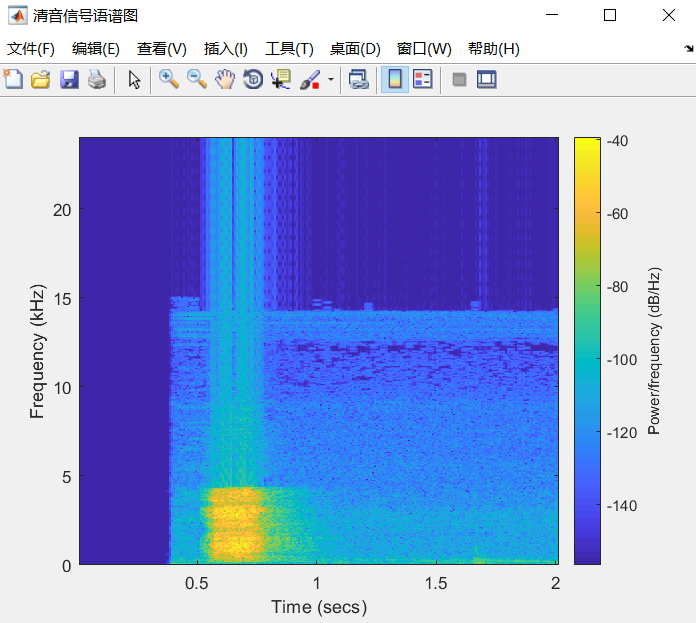 清音信号语谱图
文件(F) 编辑(E) 查看(V) 插入(I) 工具(T) 桌面(D) 窗口(W) 帮助(H)
20
15
10
5
0
Frequency (kHz)
0.5 1 1.5 2
Time (secs)
-40
-60
-80
-100
-120
-140
Power/frequency (dB/Hz)